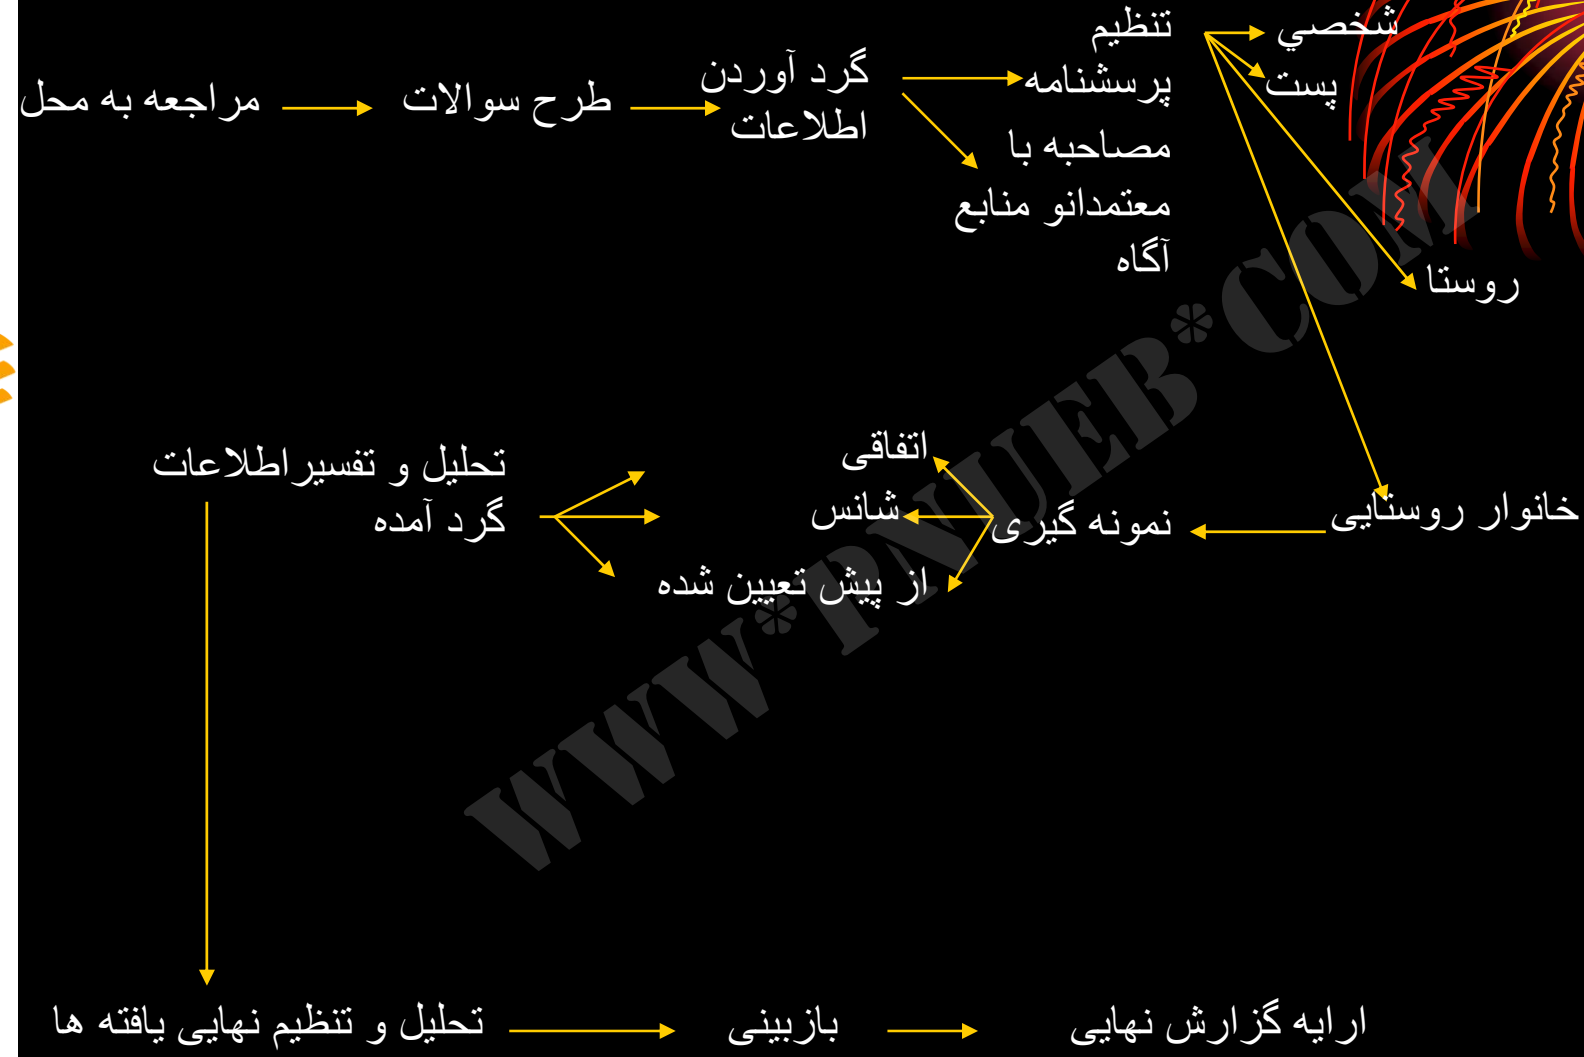 مراجعه به محل
طرح سوالات
گرد آوردن
اطلاعات
تنظیم
پرسشنامه
مصاحبه با
معتمدانو منابع
آگاه
شخصي
پست
روستا
خانوار روستایی
نمونه گیری
اتفاقی
شانس
از پیش تعیین شده
تحلیل و تفسیراطلاعات
گرد آمده
تحلیل و تنظیم نهایی یافته ها
بازبینی
ارایه گزارش نهایی
WWW*PNUEB*COM